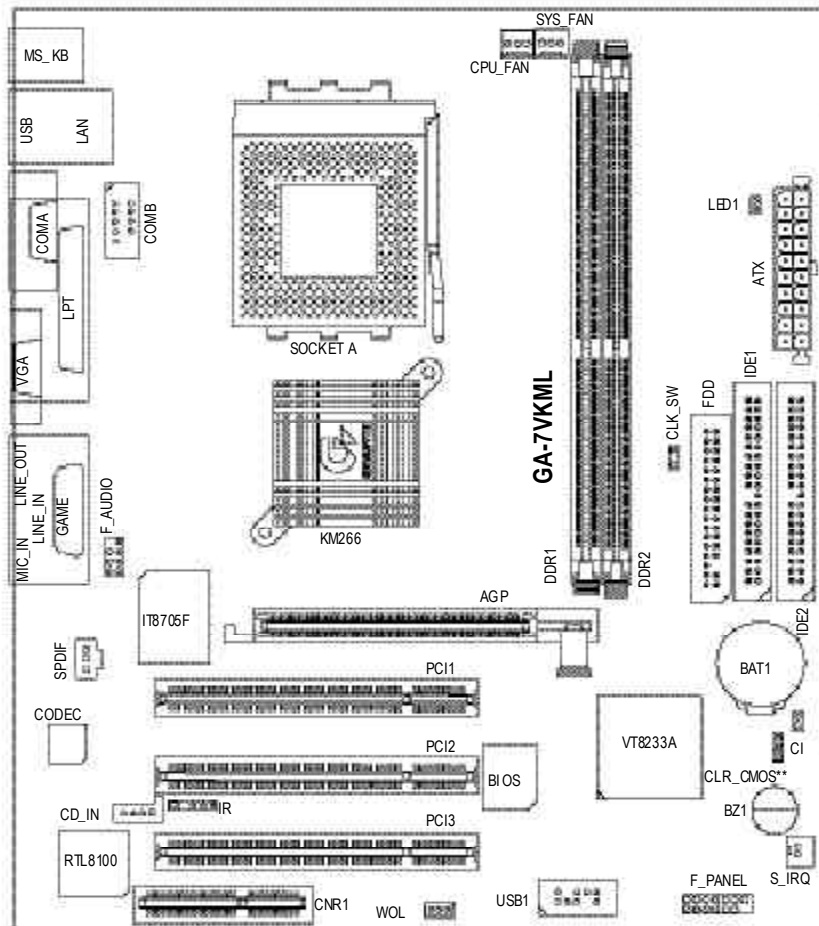 SYS_FAN
CPU_FAN
MS_KB
USB
LAN
COMA
COMB
LPT
VGA
SOCKET A
LED1
ATX
GA-7VKML
CLK_SW
FDD
IDE1
IDE2
LINE_OUT
MIC_IN
LINE_IN
GAME
F_AUDIO
KM266
DDR1
DDR2
AGP
IT8705F
SPDIF
BAT1
PCI1
CODEC
VT8233A
CI
PCI2
BIOS
CLR_CMOS**
CD_IN
IR
BZ1
PCI3
RTL8100
S_IRQ
CNR1
WOL
USB1
F_PANEL